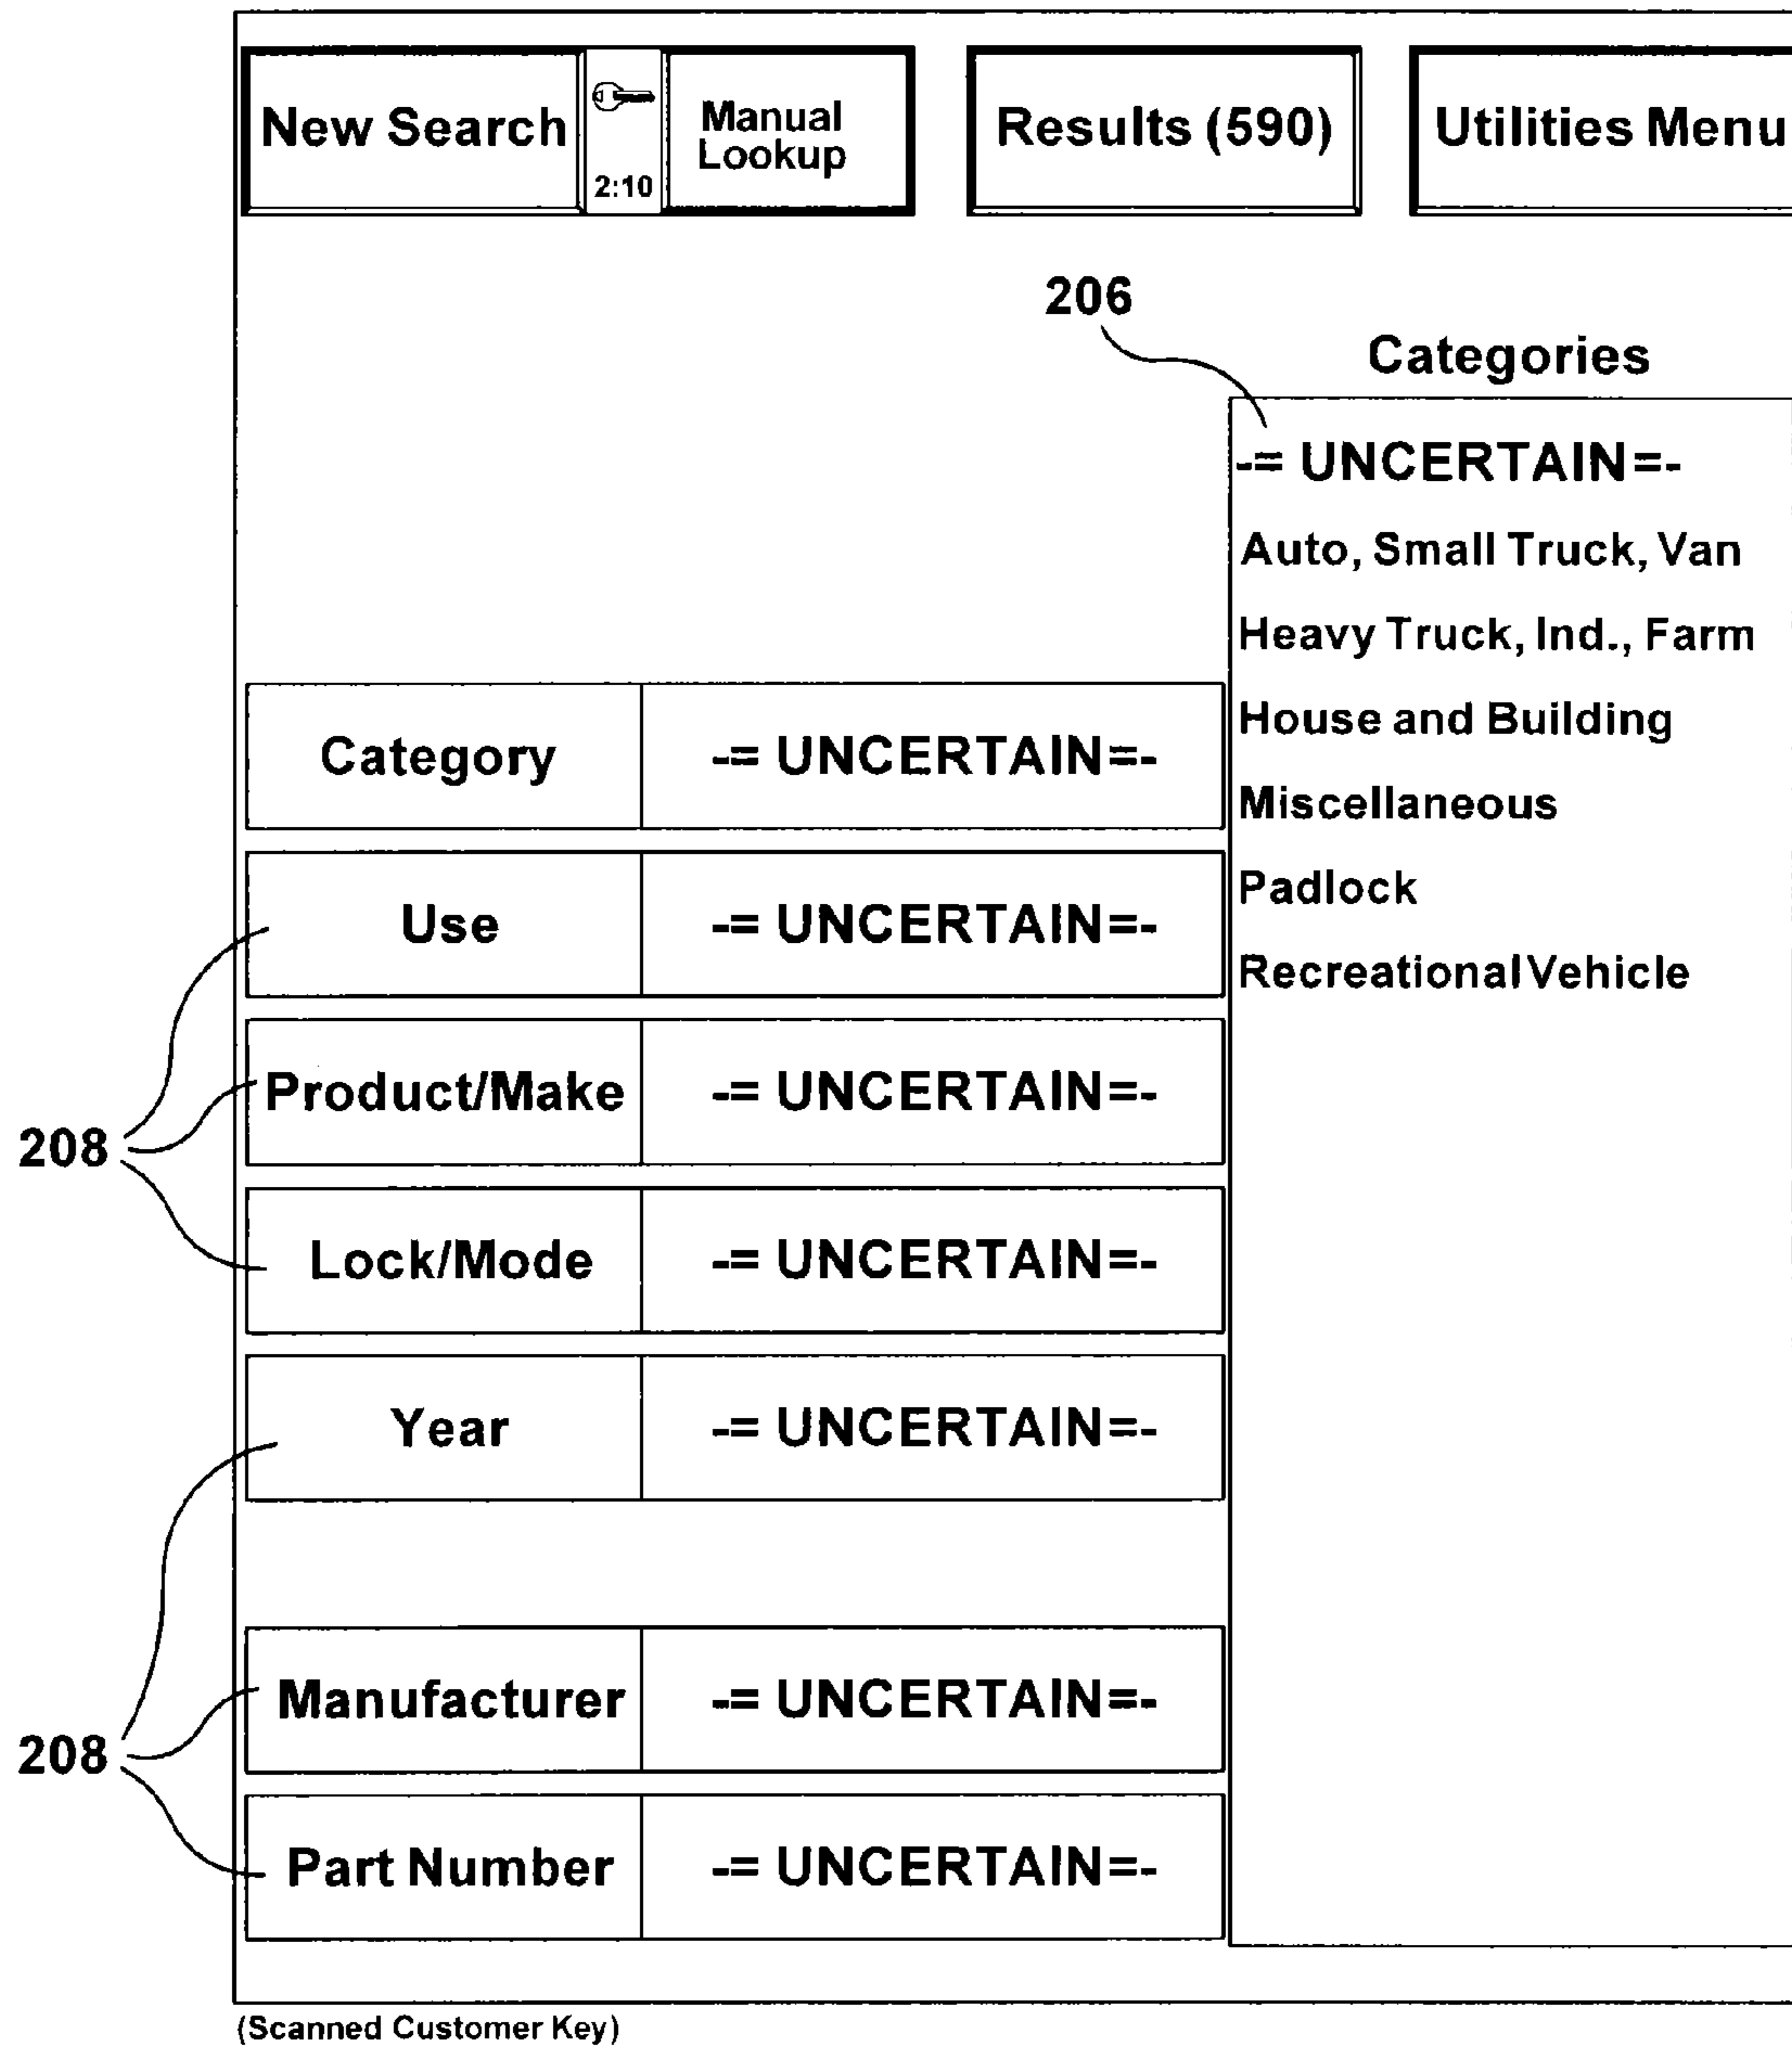 New Search
2:10
Manual
Lookup
Results (590)
Utilities Menu
206
Categories
-= UNCERTAIN=-
Auto, Small Truck, Van
Heavy Truck, Ind., Farm
House and Building
Miscellaneous
Padlock
Recreational Vehicle
Category -= UNCERTAIN=-
Use -= UNCERTAIN=-
Product/Make -= UNCERTAIN=-
208
Lock/Mode -= UNCERTAIN=-
Year -= UNCERTAIN=-
Manufacturer -= UNCERTAIN=-
208
Part Number -= UNCERTAIN=-
(Scanned Customer Key)